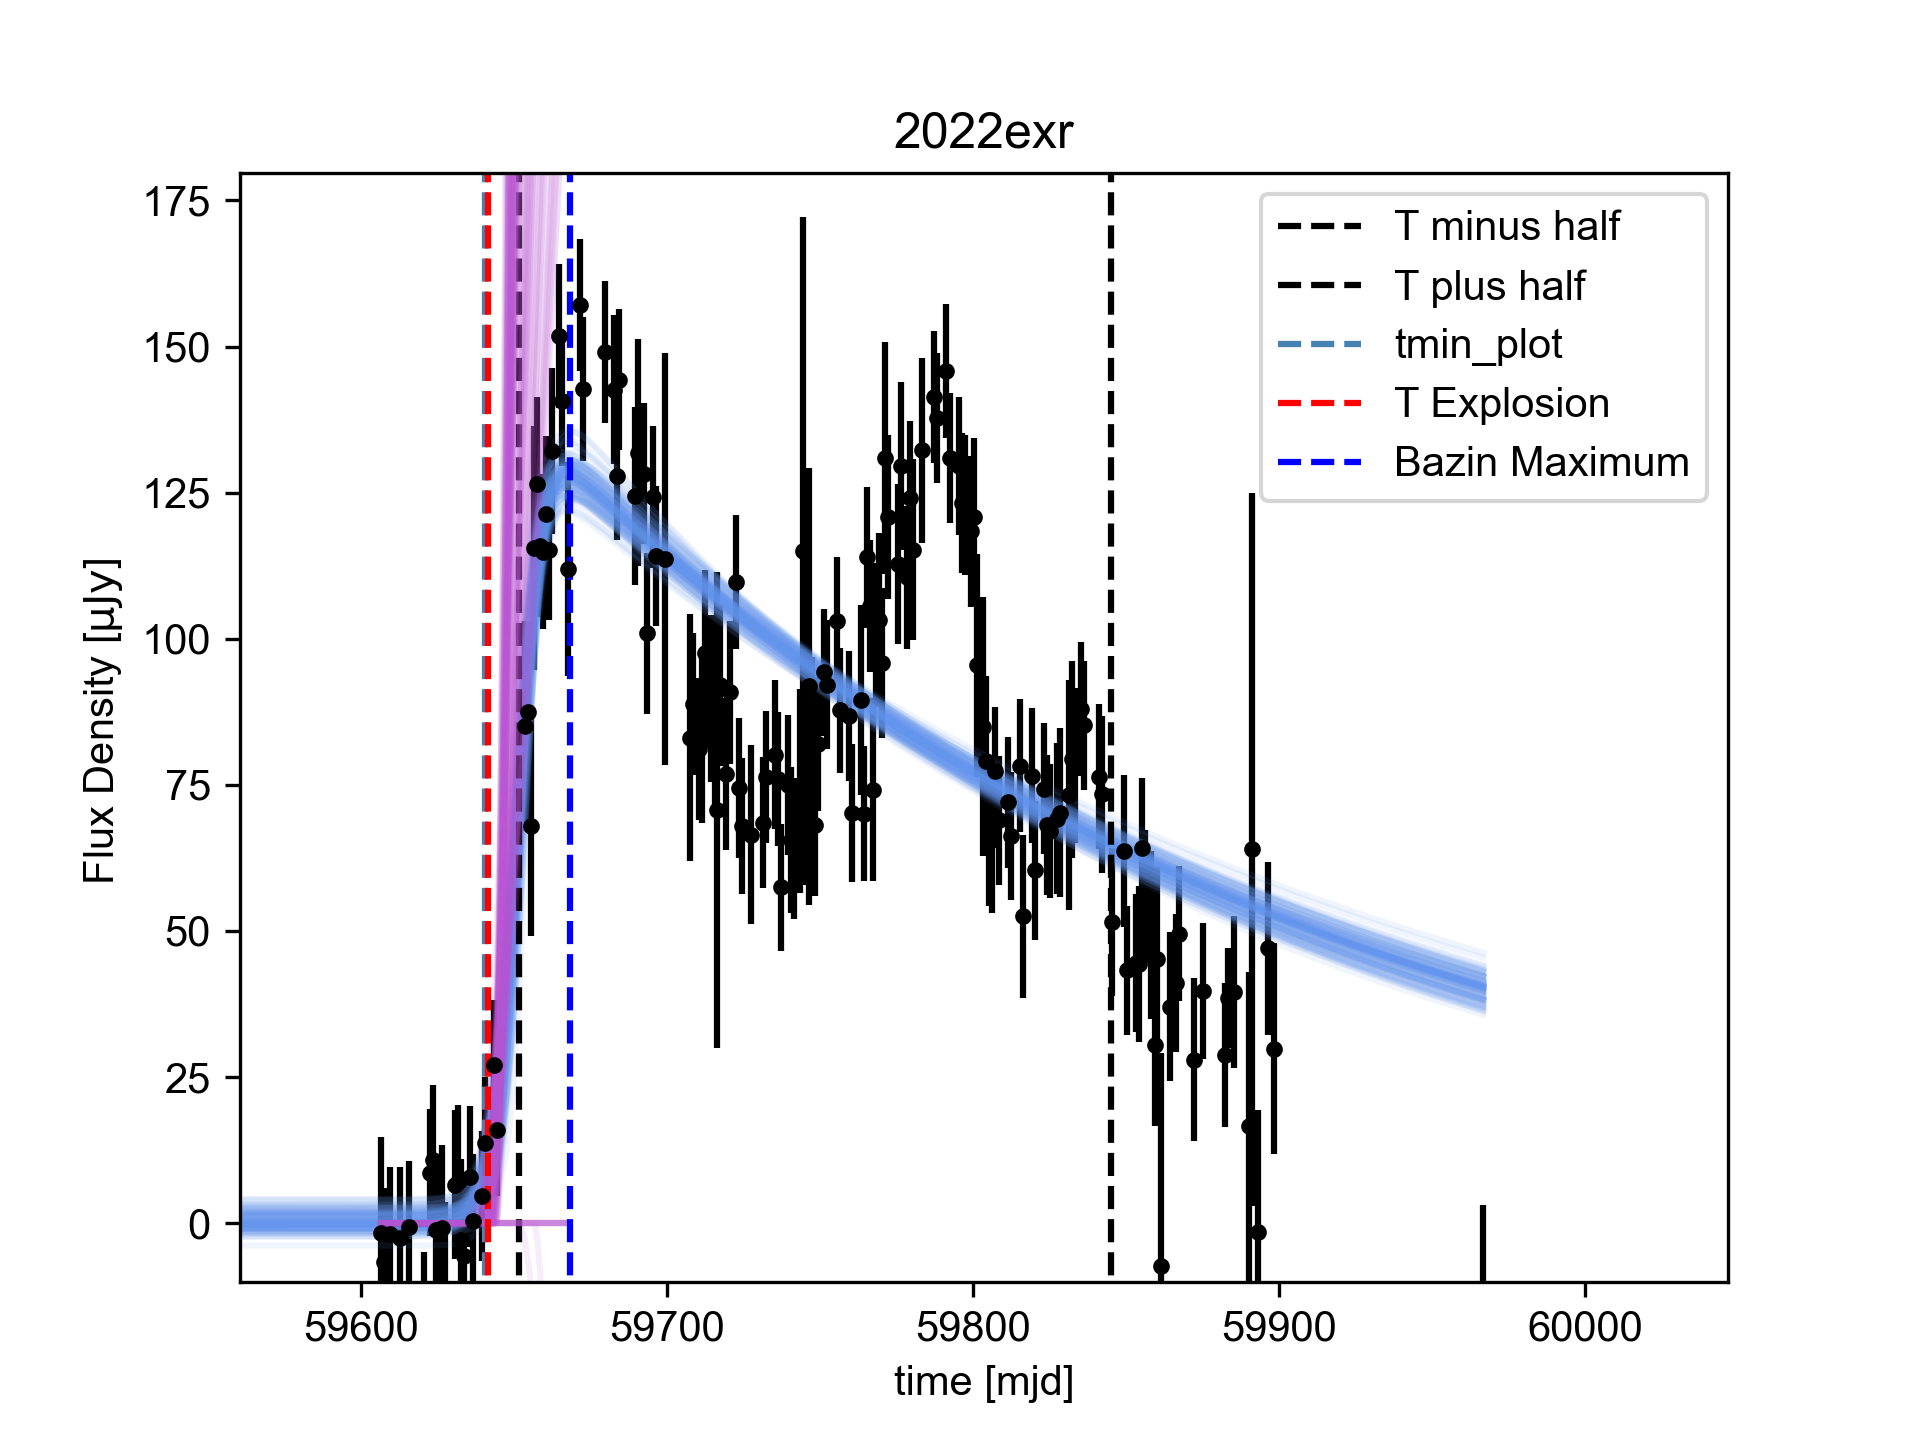 2022exr
175
150
125
100
75
50
25
0
Flux Density [µJy]
T minus half
T plus half
tmin_plot
T Explosion
Bazin Maximum
59600
59700
59800
59900
60000
time [mjd]